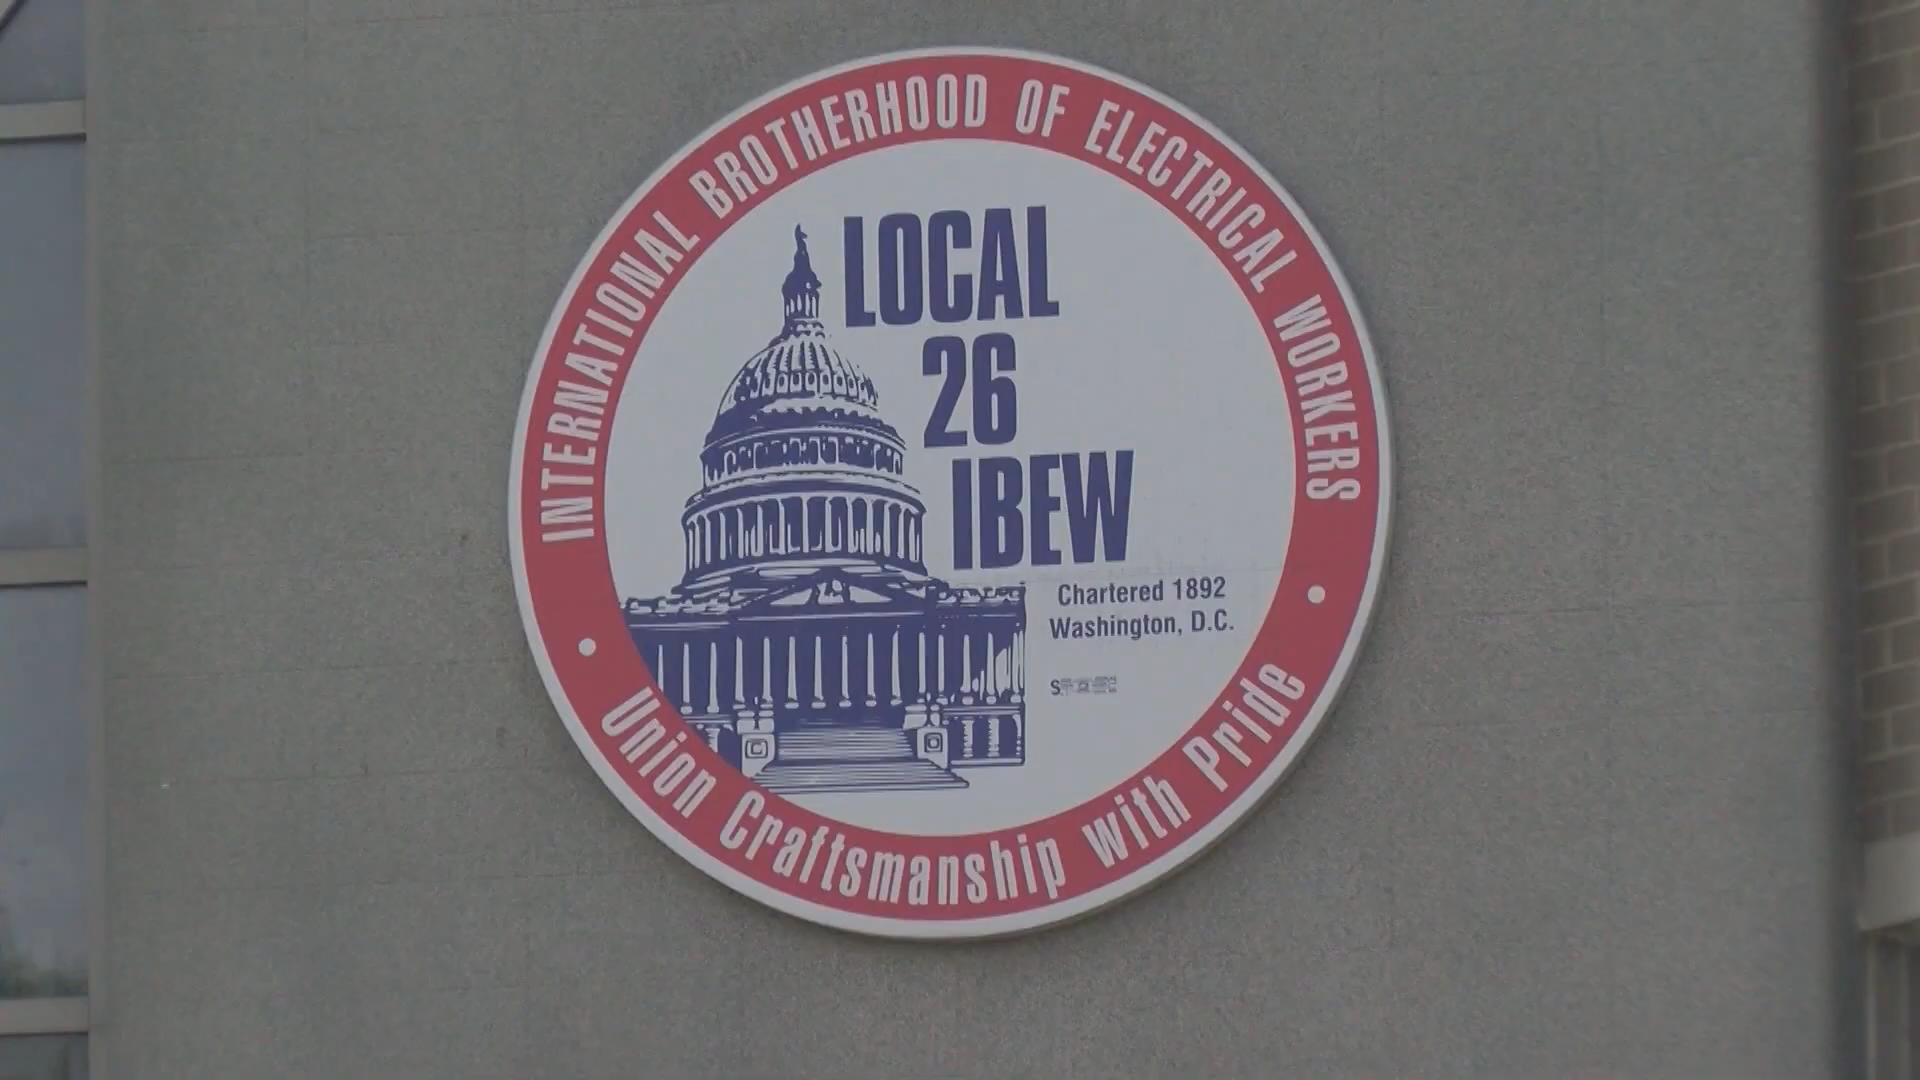 INTERNATIONAL BROTHERHOOD OF ELECTRICAL WORKERS
LOCAL
26
IBEW
Chartered 1892
Washington, D.C.
Union Craftsmanship with Pride